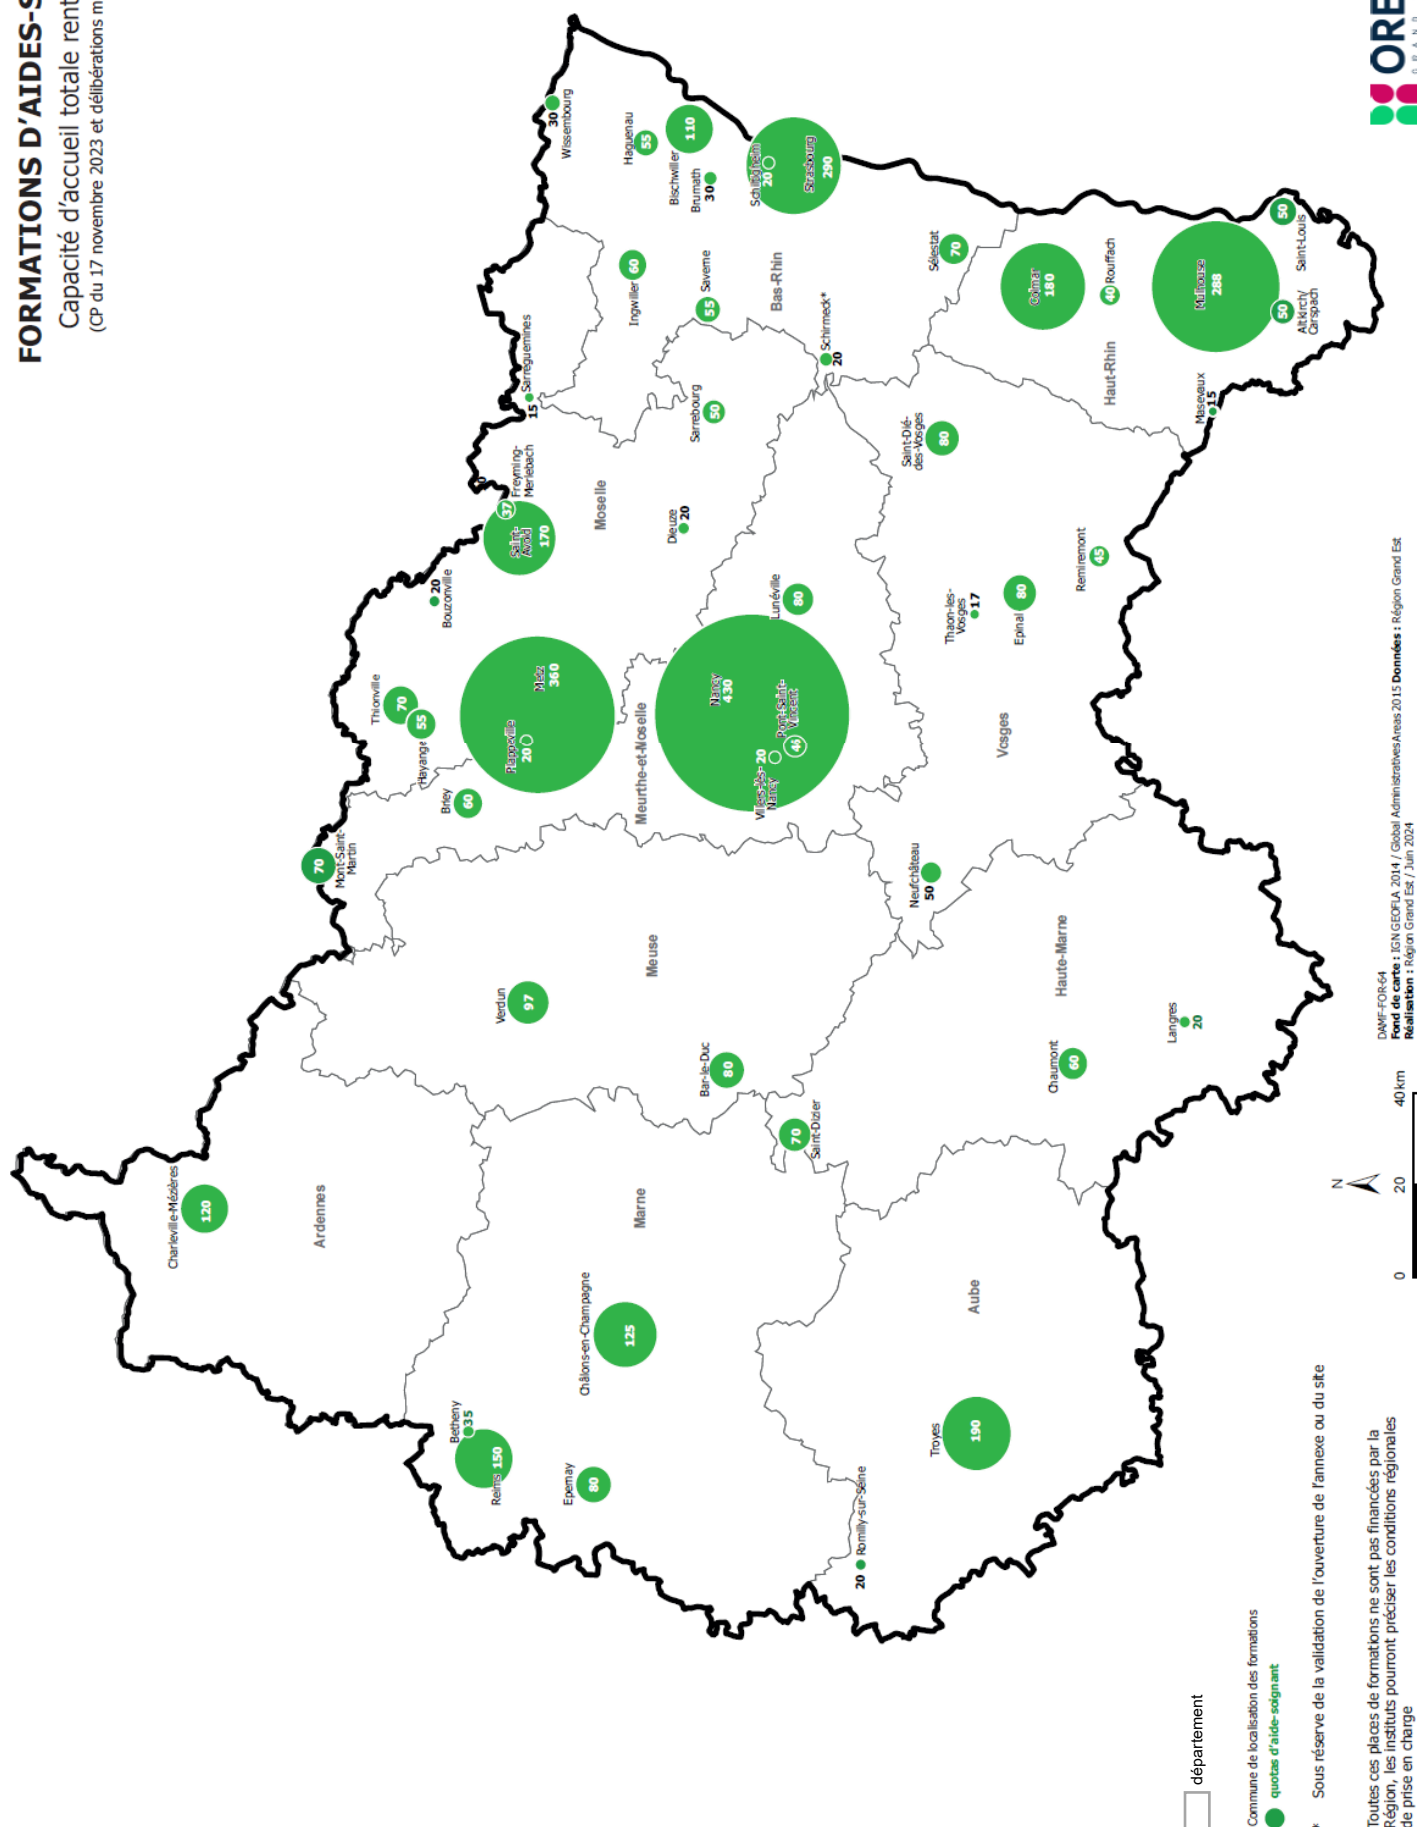 FORMATIONS D'AIDES-S
Capacité d'accueil totale rent
(CP du 17 novembre 2023 et délibérations m
ORE
GRAND
Wissembourg
30
Haguenau
55
Bischwiller
110
Brumath
30
Schiltigheim
20
Strasbourg
290
Ingwiller
60
Saverne
55
Bas-Rhin
Sélestat
70
Schirmeck*
20
Colmar
180
Rouffach
40
Mulhouse
288
Saint-Louis
50
Altkirch/
Carspach
50
Haut-Rhin
Masevaux
15
Sarreguemines
15
Sarrebourg
50
Freyming-
Merlebach
37
Saint-
Avold
170
Moselle
Dieuze
20
Bouzonville
20
Thionville
70
Hayange
55
Metz
360
Plappeville
20
Briey
60
Mont-Saint-
Martin
70
Meurthe-et-Noselle
Lunéville
80
Nancy
430
Pont-Saint-
Vincent
Villers-lès-
Nancy
20
Saint-Dié-
des-Vosges
80
Remiremont
45
Thaon-les-
Vosges
17
Epinal
80
Vosges
Neufchâteau
50
Verdun
97
Meuse
Bar-le-Duc
80
Haute-Marne
Saint-Dizier
70
Chaumont
60
Langres
20
Charleville-Mézières
120
Ardennes
Marne
Châlons-en-Champagne
125
Betheny
35
Reims
150
Epernay
80
Aube
Troyes
190
Romilly-sur-Seine
20
N
0 20 40 km
DAMF-FOR-64
Fond de carte : IGN GEOFLA 2014 / Global Administratives Areas 2015 Données : Région Grand Est
Réalisation : Région Grand Est / Juin 2024
département
Commune de localisation des formations
quotas d'aide-soignant
* Sous réserve de la validation de l'ouverture de l'annexe ou du site
Toutes ces places de formations ne sont pas financées par la
Région, les instituts pourront préciser les conditions régionales
de prise en charge